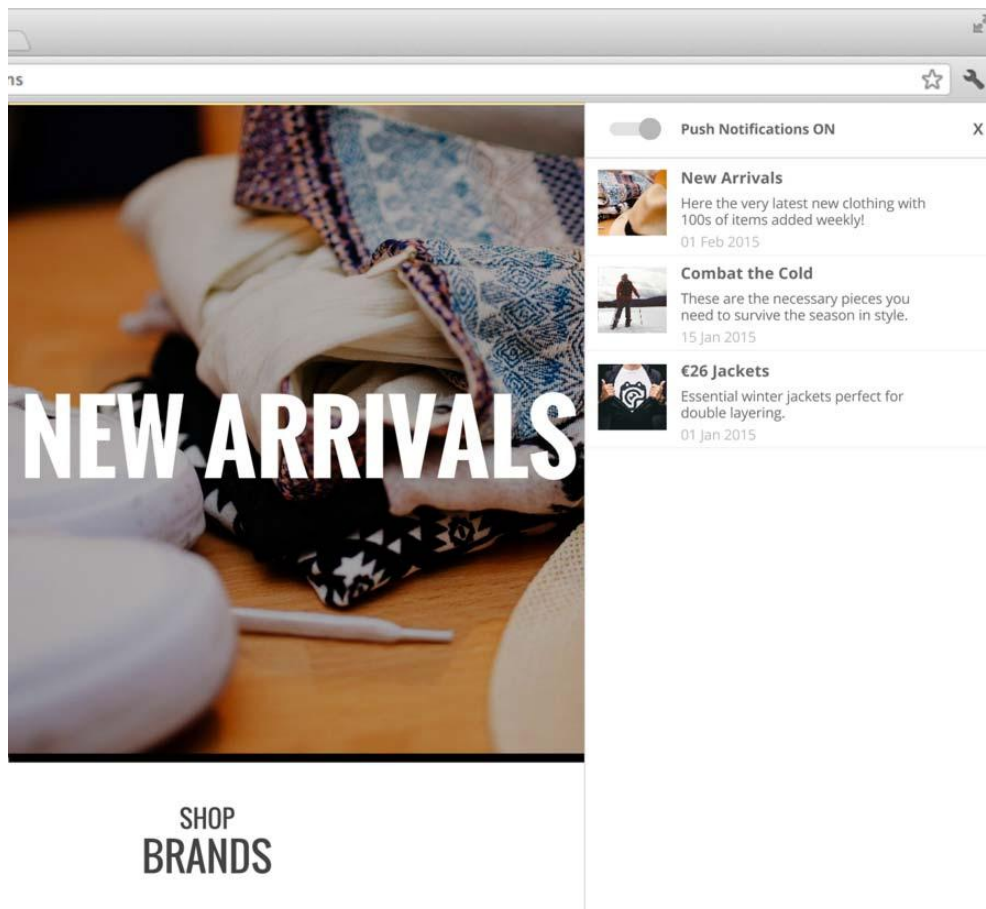 ns
Push Notifications ON
X
New Arrivals
Here the very latest new clothing with
100s of items added weekly!
01 Feb 2015
Combat the Cold
These are the necessary pieces you
need to survive the season in style.
15 Jan 2015
€26 Jackets
Essential winter jackets perfect for
double layering.
01 Jan 2015
NEW ARRIVALS
SHOP
BRANDS